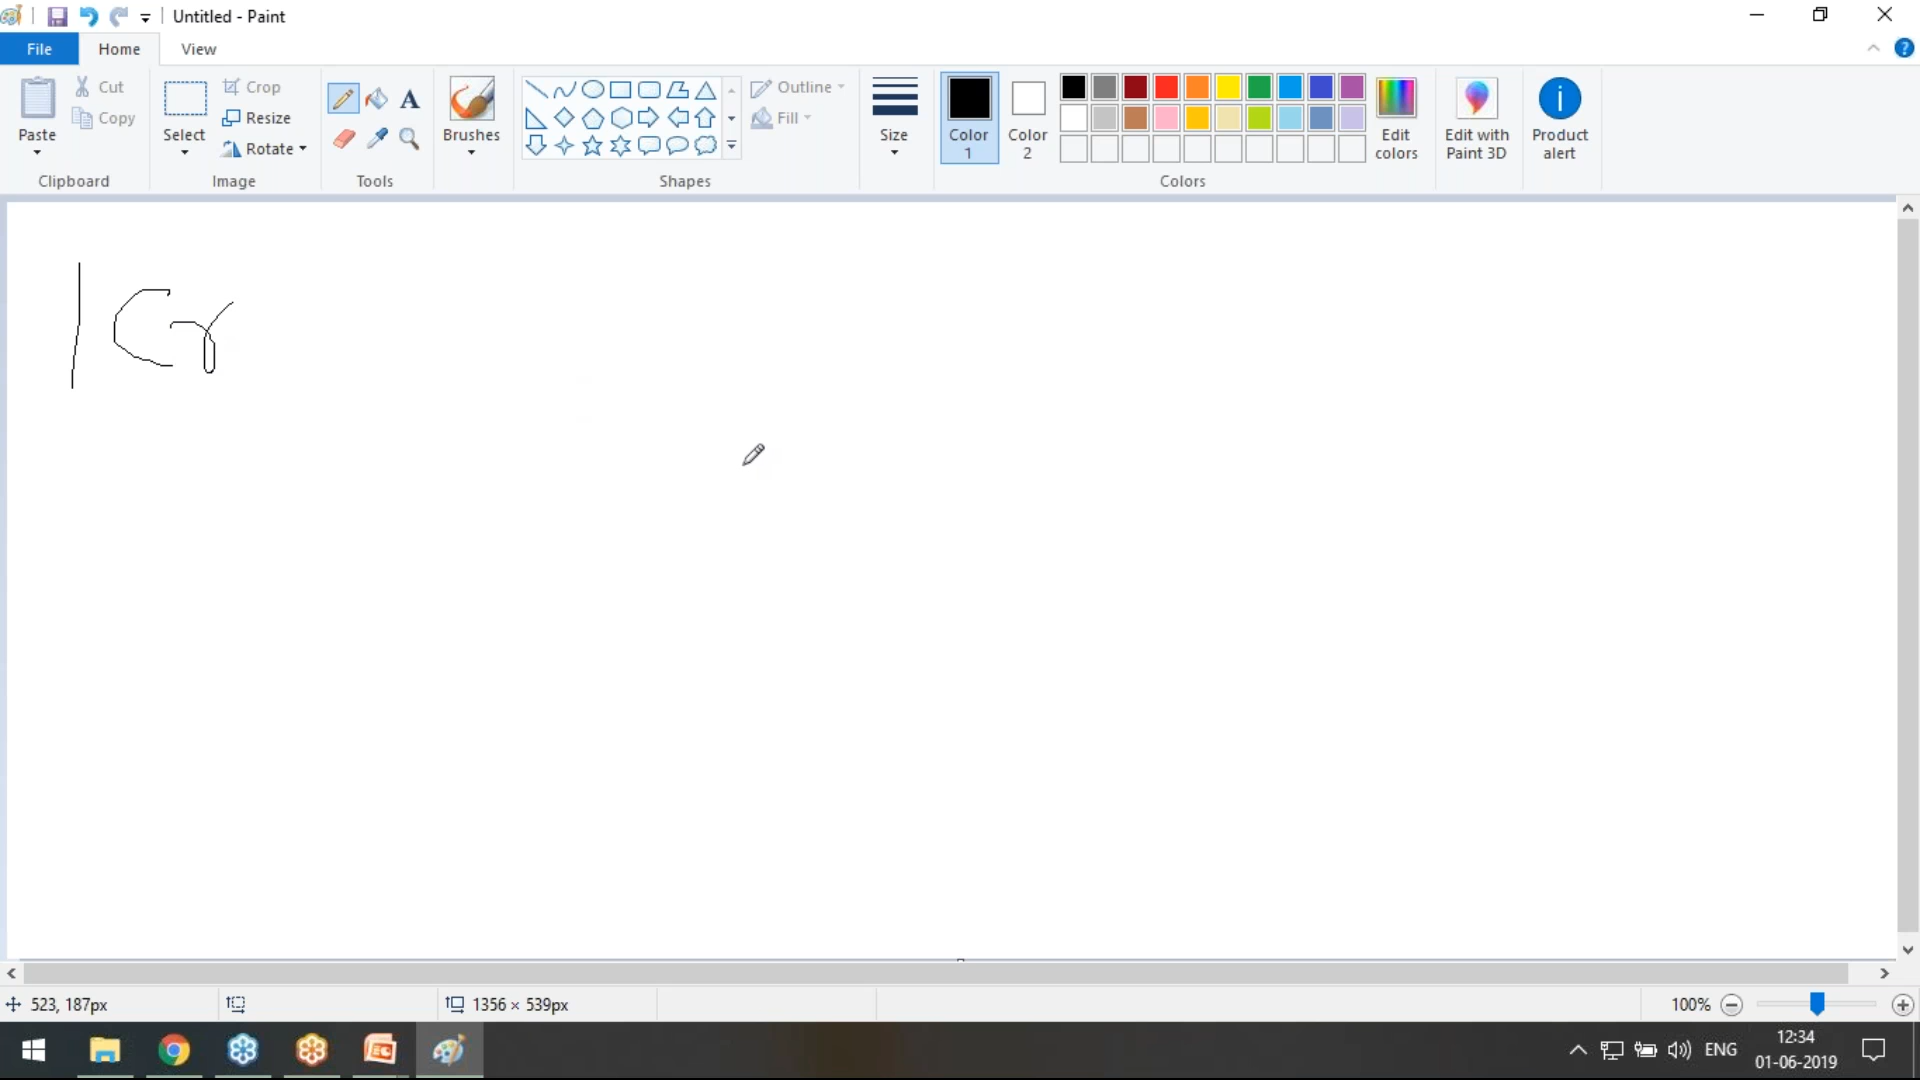 Untitled - Paint
File Home View
Paste
Cut
Copy
Clipboard
Select
Crop
Resize
Rotate
Image
Tools
Brushes
Shapes
Outline
Fill
Size
Color 1
Color 2
Colors
Edit colors
Edit with Paint 3D
Product alert
1 Cr
523, 187px
1356 × 539px
100%
ENG
12:34
01-06-2019